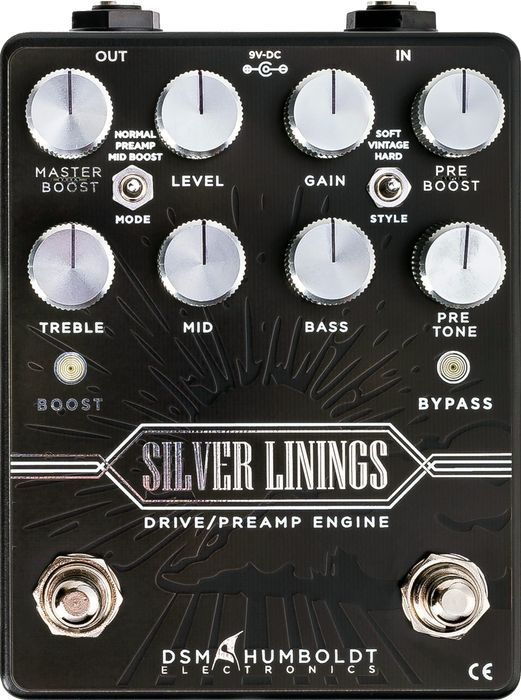 OUT
9V-DC
IN
MASTER
BOOST
NORMAL
PREAMP
MID BOOST
MODE
LEVEL
GAIN
SOFT
VINTAGE
HARD
STYLE
PRE
BOOST
TREBLE
MID
BASS
PRE
TONE
BOOST
BYPASS
SILVER LININGS
DRIVE/PREAMP ENGINE
DSM HUMBOLDT
ELECTRONICS
CE